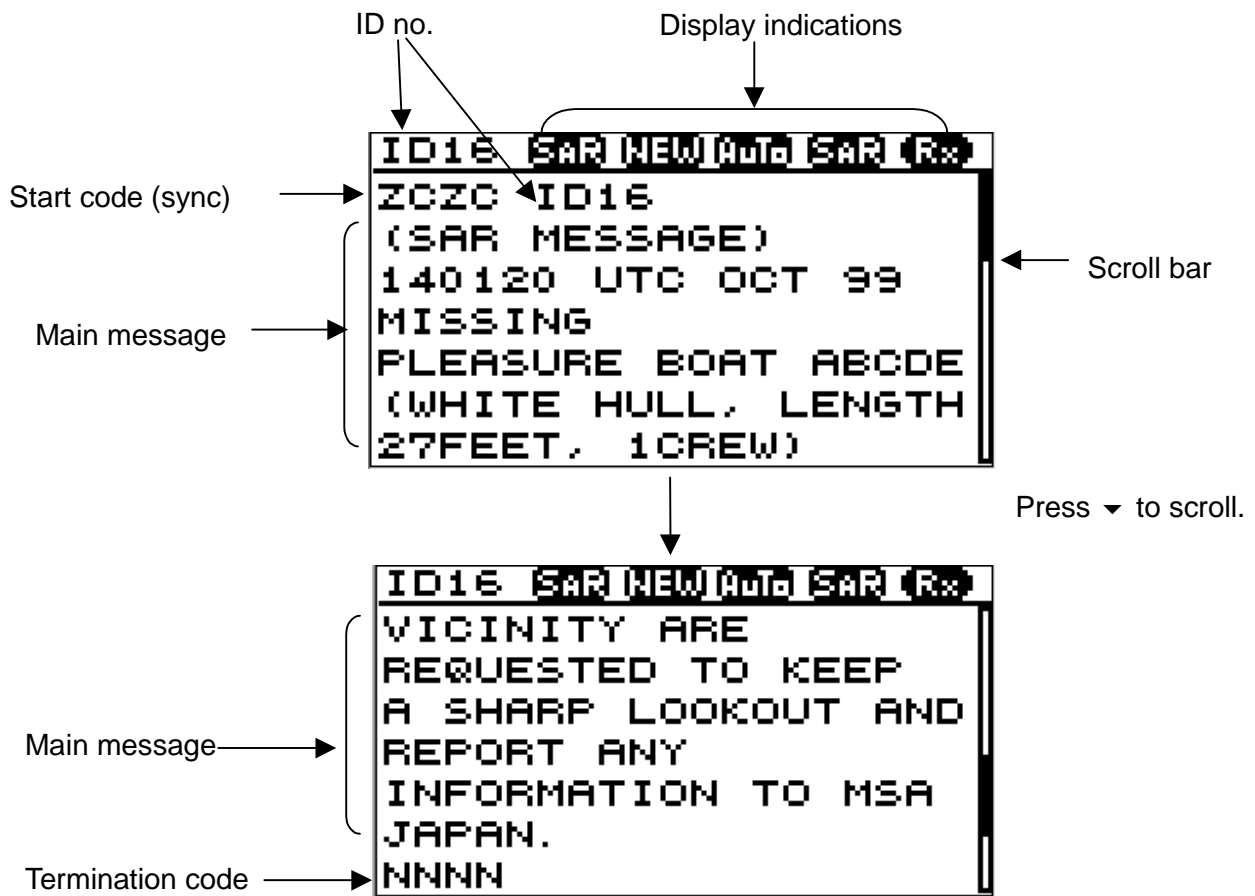 ID no.
Display indications
ID16 SAR NEW AuTo SAR Rx
Start code (sync)
ZCZC ID16
(SAR MESSAGE)
140120 UTC OCT 99
MISSING
PLEASURE BOAT ABCDE
(WHITE HULL, LENGTH
27FEET, 1CREW)
Main message
Scroll bar
Press ▼ to scroll.
ID16 SAR NEW AuTo SAR Rx
VICINITY ARE
REQUESTED TO KEEP
A SHARP LOOKOUT AND
REPORT ANY
INFORMATION TO MSA
JAPAN.
Main message
Termination code
NNNN